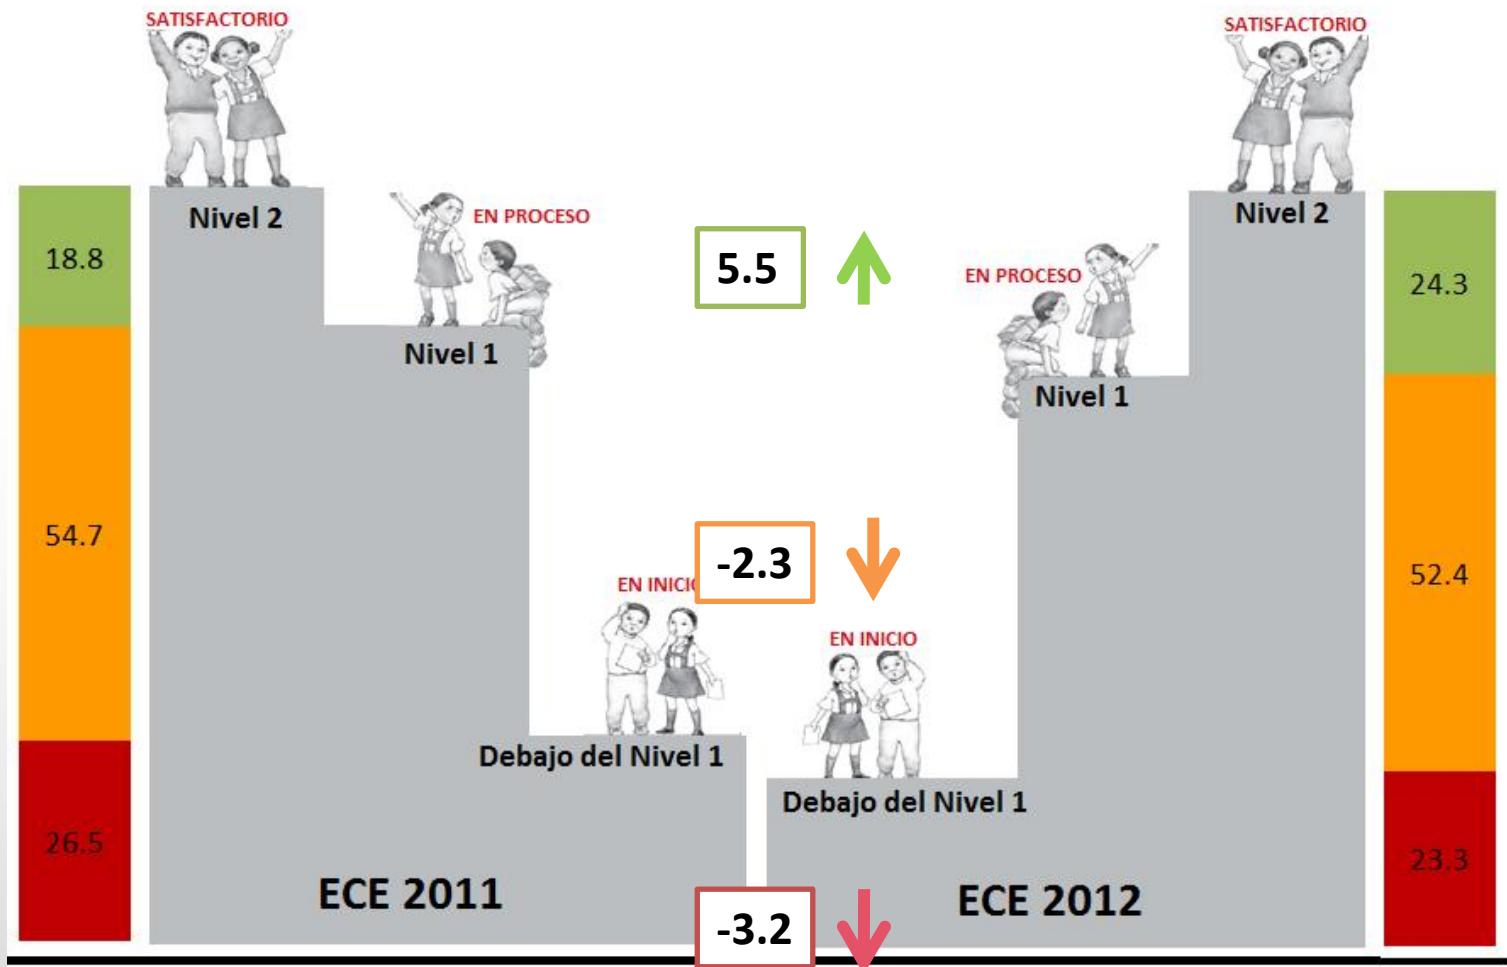 SATISFACTORIO
Nivel 2
EN PROCESO
Nivel 1
EN INICIO
Debajo del Nivel 1
ECE 2011
18.8
54.7
26.5
5.5
-2.3
-3.2
SATISFACTORIO
Nivel 2
EN PROCESO
Nivel 1
EN INICIO
Debajo del Nivel 1
ECE 2012
24.3
52.4
23.3